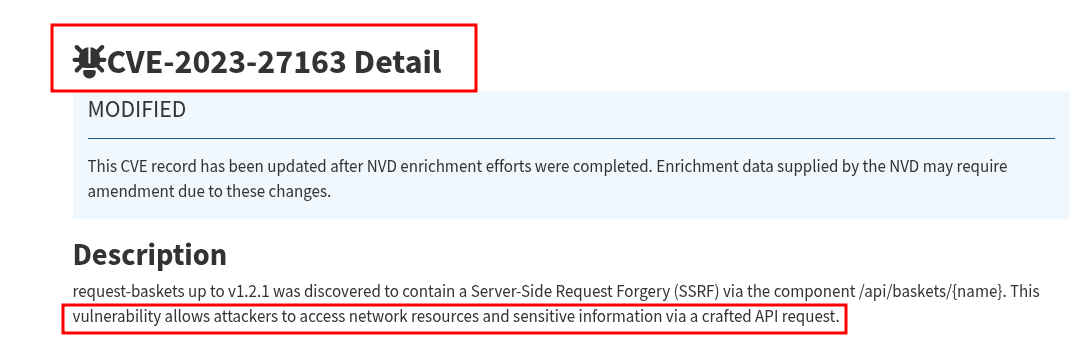 CVE-2023-27163 Detail
MODIFIED
This CVE record has been updated after NVD enrichment efforts were completed. Enrichment data supplied by the NVD may require
amendment due to these changes.
Description
request-baskets up to v1.2.1 was discovered to contain a Server-Side Request Forgery (SSRF) via the component /api/baskets/{name}. This
vulnerability allows attackers to access network resources and sensitive information via a crafted API request.